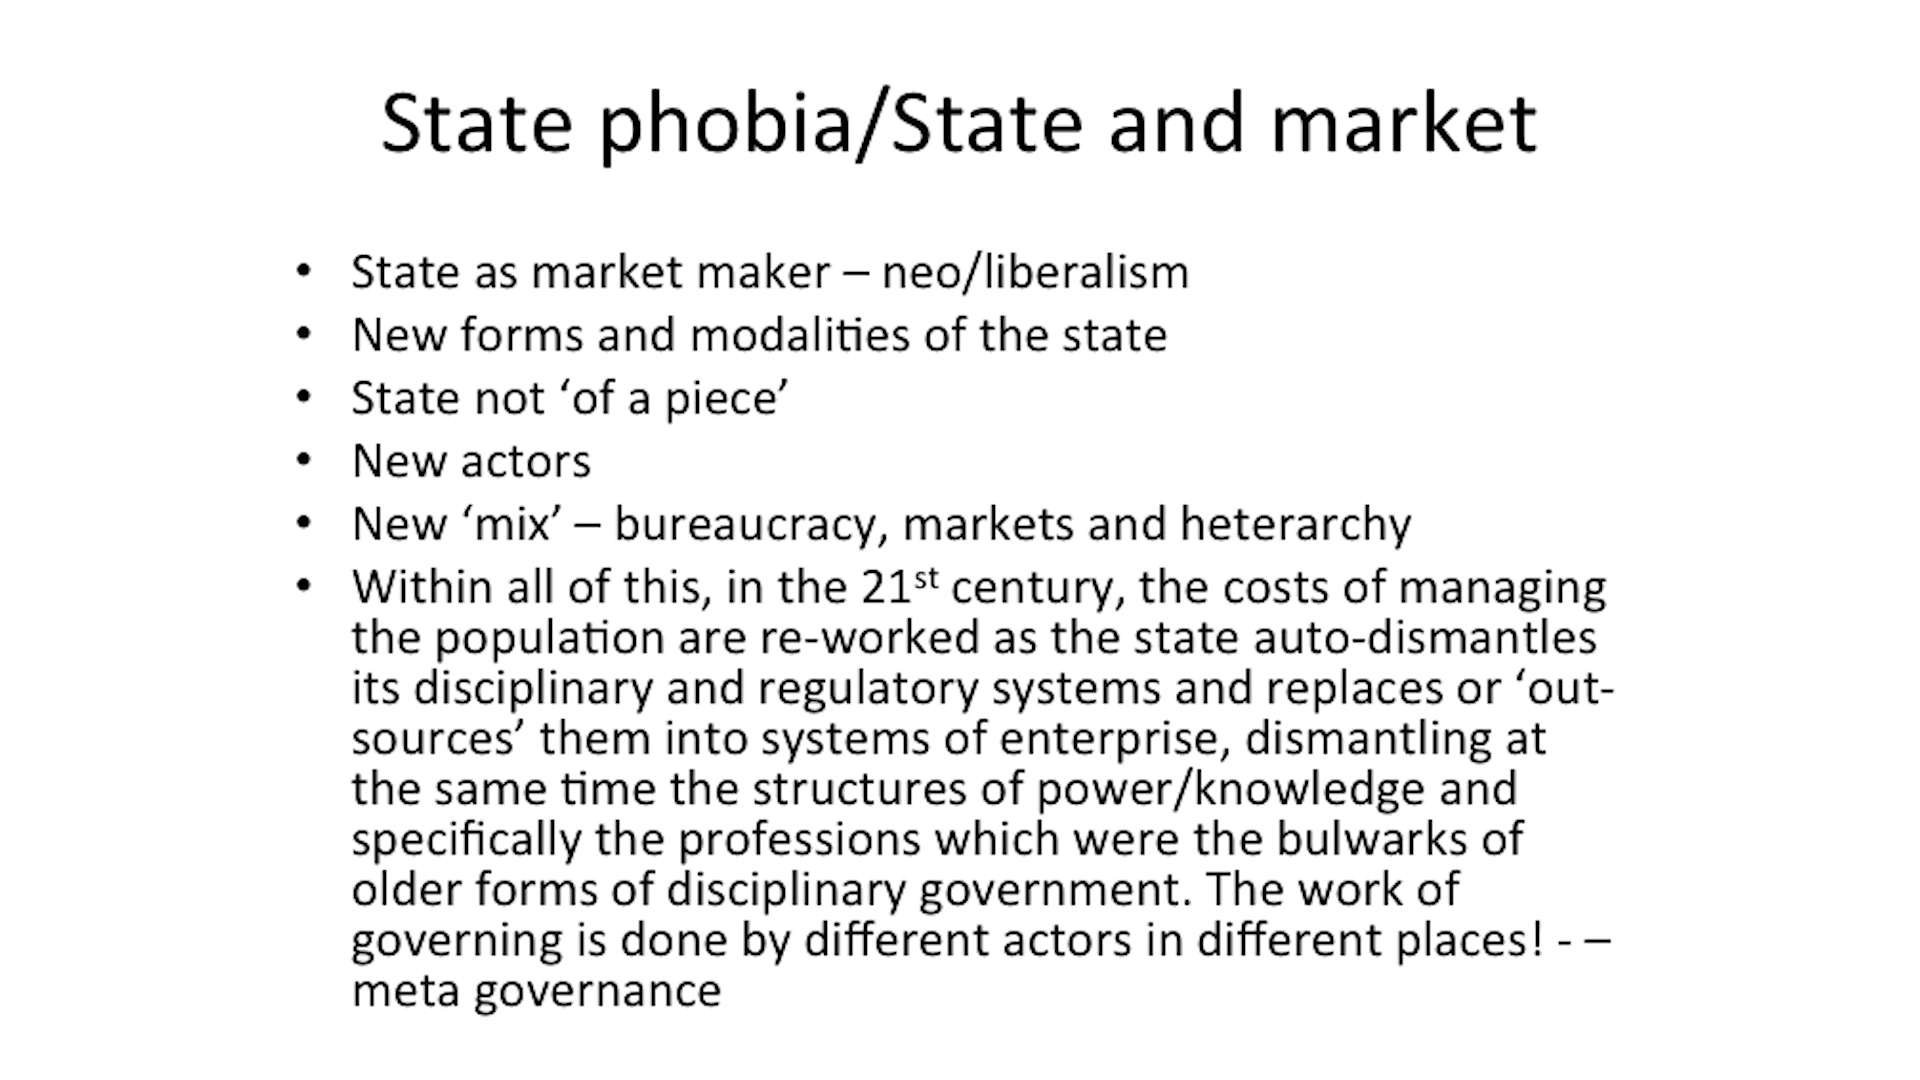 State phobia/State and market
• State as market maker – neo/liberalism
• New forms and modalities of the state
• State not ‘of a piece’
• New actors
• New ‘mix’ – bureaucracy, markets and heterarchy
• Within all of this, in the 21st century, the costs of managing
the population are re-worked as the state auto-dismantles
its disciplinary and regulatory systems and replaces or ‘out-
sources’ them into systems of enterprise, dismantling at
the same time the structures of power/knowledge and
specifically the professions which were the bulwarks of
older forms of disciplinary government. The work of
governing is done by different actors in different places! - –
meta governance